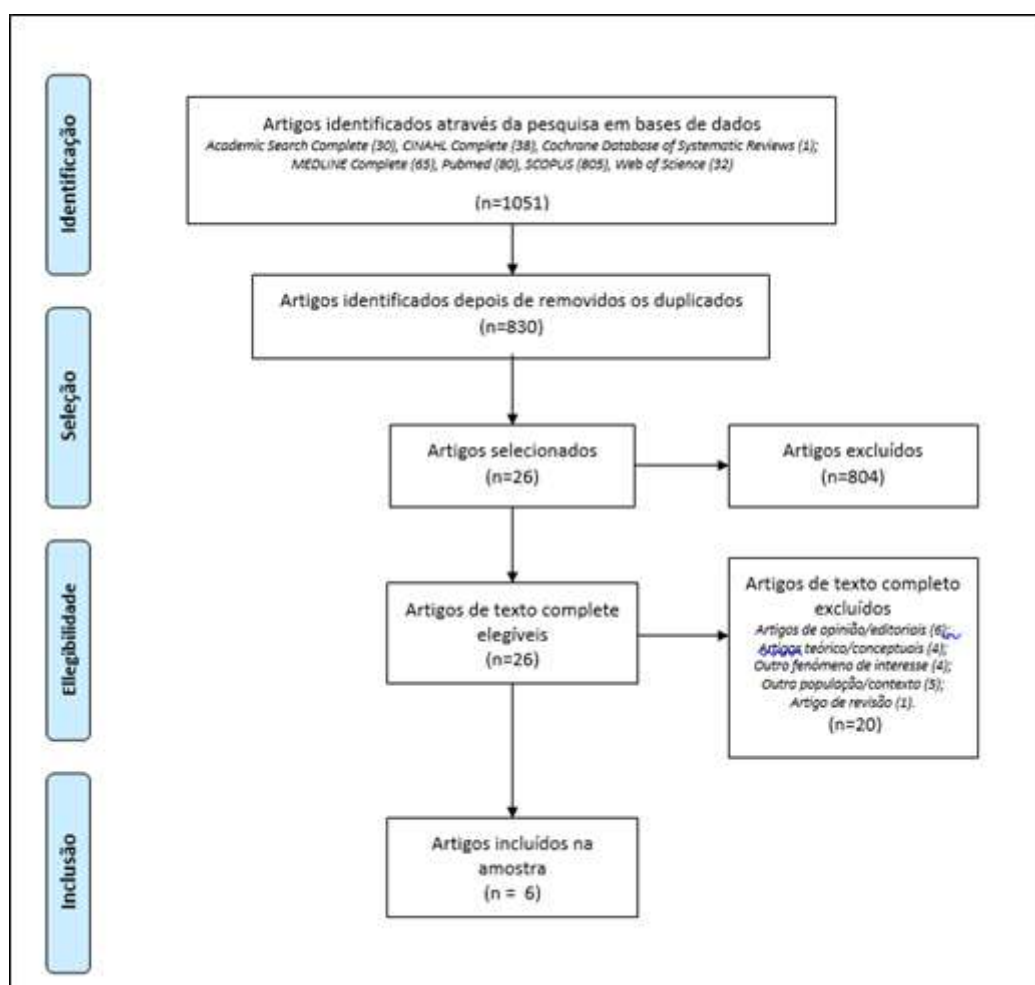 Identificação
Artigos identificados através da pesquisa em bases de dados
Academic Search Complete (30), CINAHL Complete (38), Cochrane Database of Systematic Reviews (1);
MEDLINE Complete (65), Pubmed (80), SCOPUS (805), Web of Science (32)
(n=1051)
Seleção
Artigos identificados depois de removidos os duplicados
(n=830)
Artigos selecionados
(n=26)
Artigos excluídos
(n=804)
Ellegibilidade
Artigos de texto complete
elegíveis
(n=26)
Artigos de texto completo
excluídos
Artigos de opinião/editoriais (6);
Artigos teórico/conceptuais (4);
Outro fenómeno de interesse (4);
Outra população/contexto (5);
Artigo de revisão (1).
(n=20)
Inclusão
Artigos incluídos na
amostra
(n = 6)